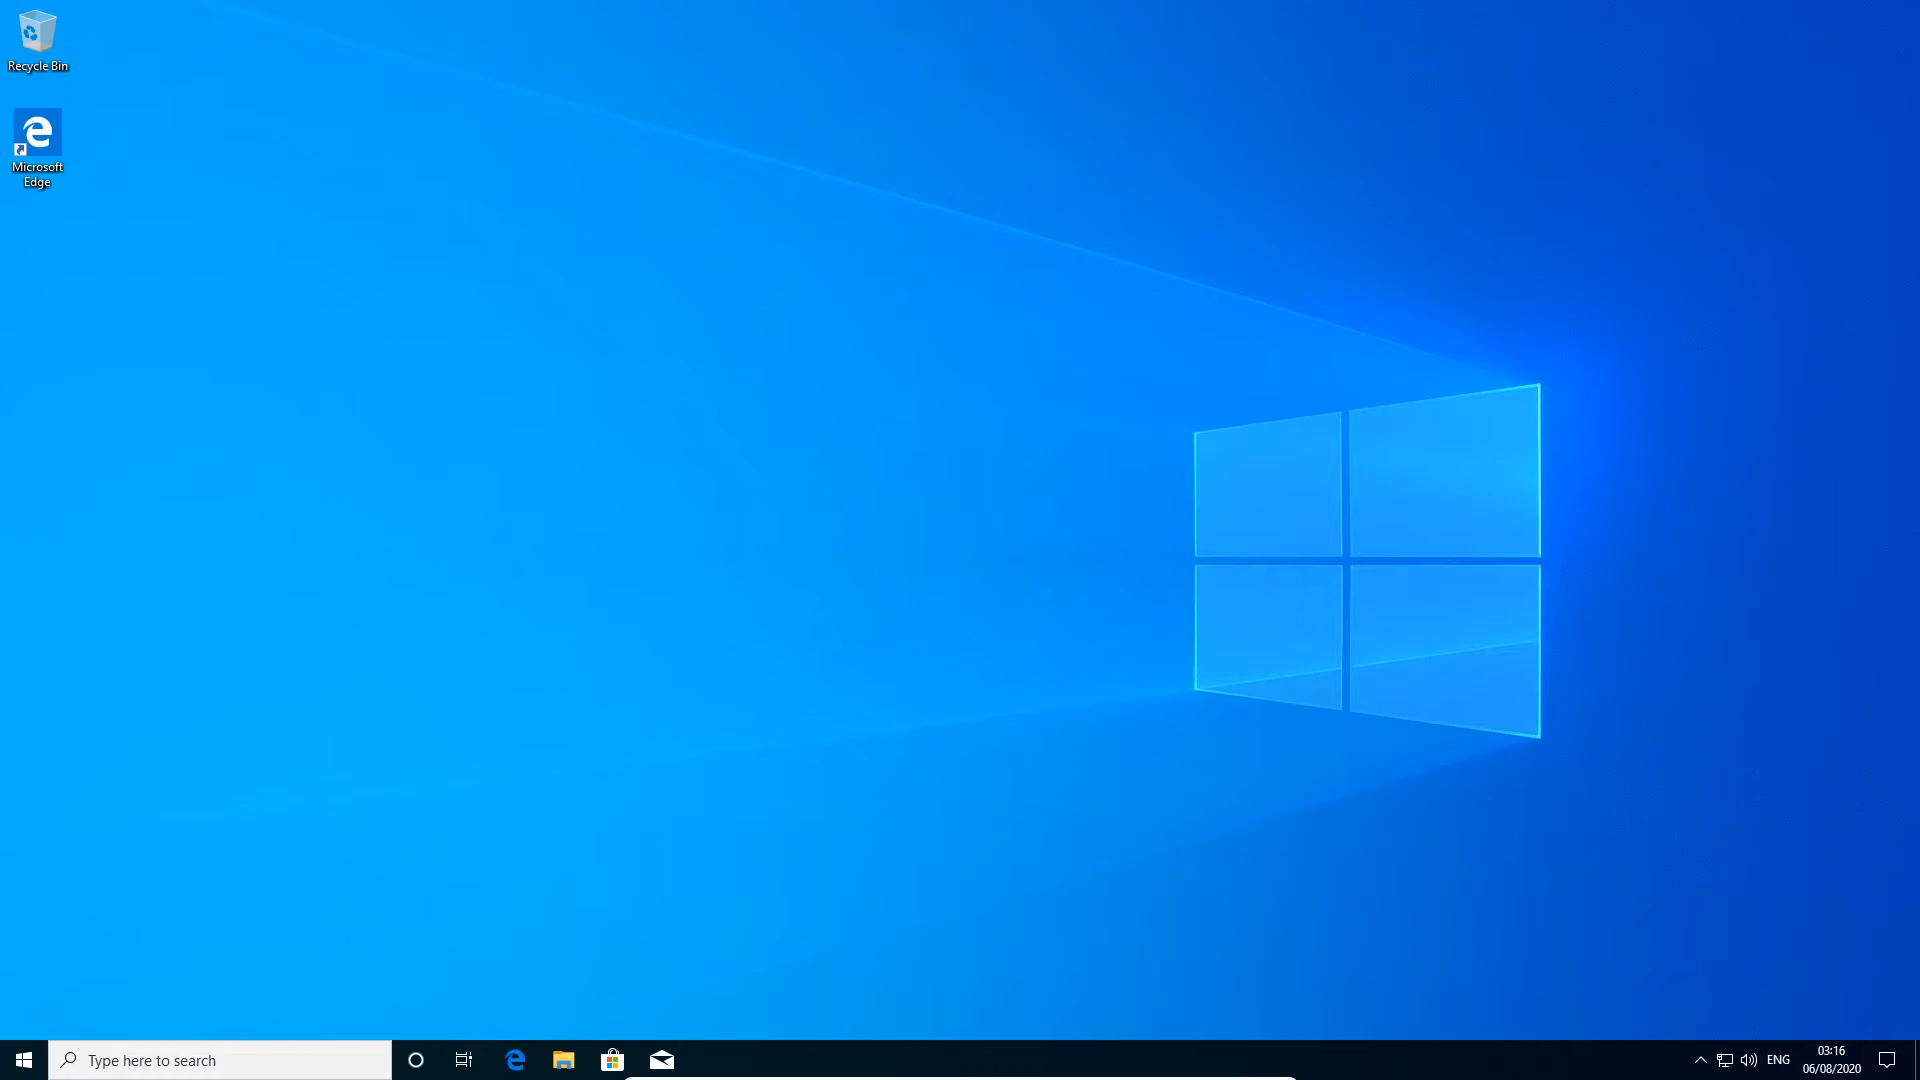 Recycle Bin
Microsoft
Edge
Type here to search
ENG
03:16
06/08/2020